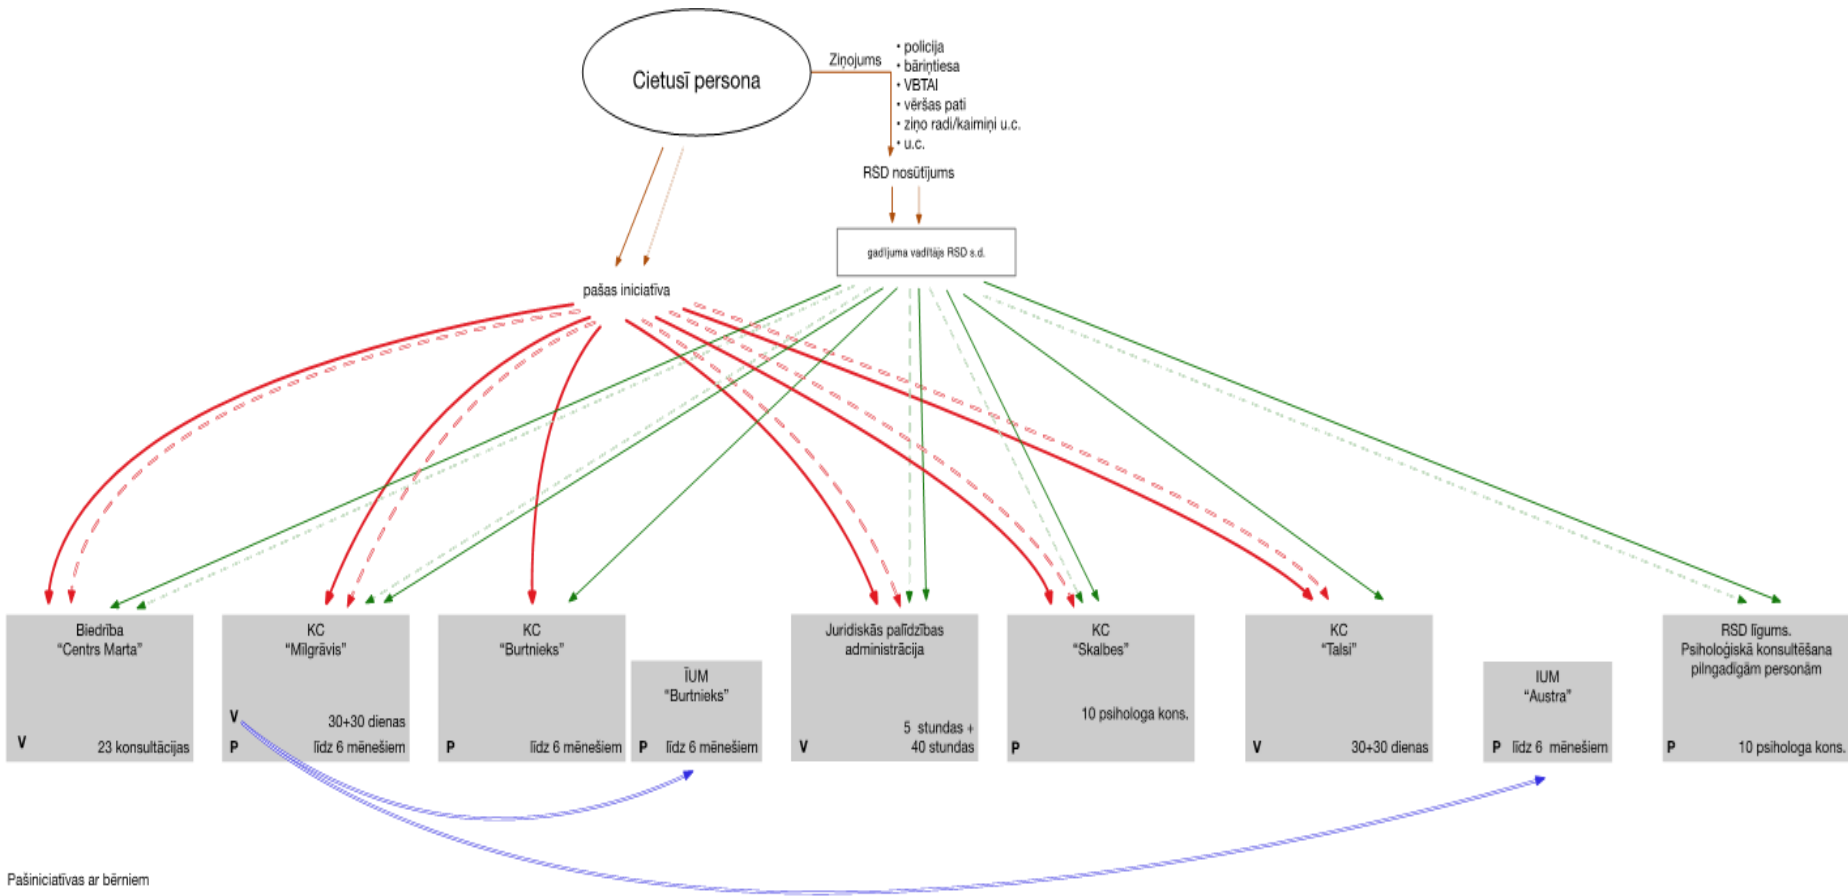 Cietusī persona
Ziņojums
• policija
• bāriņtiesa
• VBTAI
• vēršas pati
• ziņo radi/kaimiņi u.c.
• u.c.
RSD nosūtījums
gadījuma vadītājs RSD s.d.
pašas iniciatīva
Biedrība
“Centrs Marta”
V 23 konsultācijas
KC
“Mīlgrāvis”
V 30+30 dienas
P līdz 6 mēnešiem
KC
“Burtnieks”
P līdz 6 mēnešiem
ĪUM
“Burtnieks”
P līdz 6 mēnešiem
Juridiskās palīdzības
administrācija
5 stundas +
V 40 stundas
KC
“Skalbes”
10 psihologa kons.
P
KC
“Talsi”
V 30+30 dienas
IUM
“Austra”
P līdz 6 mēnešiem
RSD līgums.
Psiholoģiskā konsultēšana
pilngadīgām personām
P 10 psihologa kons.
Pašiniciatīvas ar bērniem